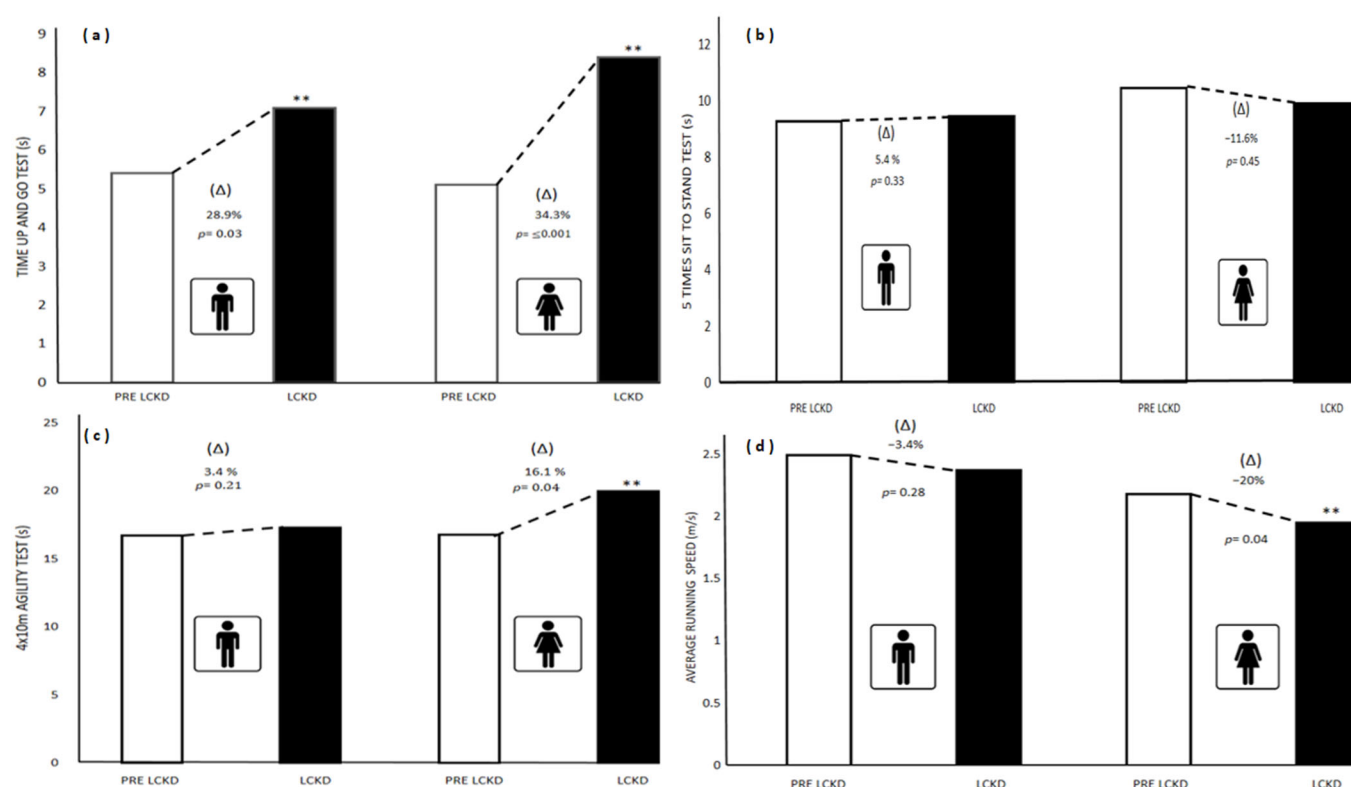 ( a )
TIME UP AND GO TEST (s)
9
8
7
6
5
4
3
2
1
0
**
(Δ)
28.9%
p= 0.03
**
(Δ)
34.3%
p= ≤0.001
PRE LCKD
LCKD
PRE LCKD
LCKD
( b )
5 TIMES SIT TO STAND TEST (s)
12
10
8
6
4
2
0
(Δ)
5.4 %
p= 0.33
(Δ)
−11.6%
p= 0.45
PRE LCKD
LCKD
PRE LCKD
LCKD
( c )
4x10m AGILITY TEST (s)
25
20
15
10
5
0
(Δ)
3.4 %
p= 0.21
(Δ)
16.1 %
p= 0.04
**
PRE LCKD
LCKD
PRE LCKD
LCKD
( d )
AVERAGE RUNNING SPEED (m/s)
2.5
2
1.5
1
0.5
0
(Δ)
−3.4%
p= 0.28
(Δ)
−20%
**
p= 0.04
PRE LCKD
LCKD
PRE LCKD
LCKD